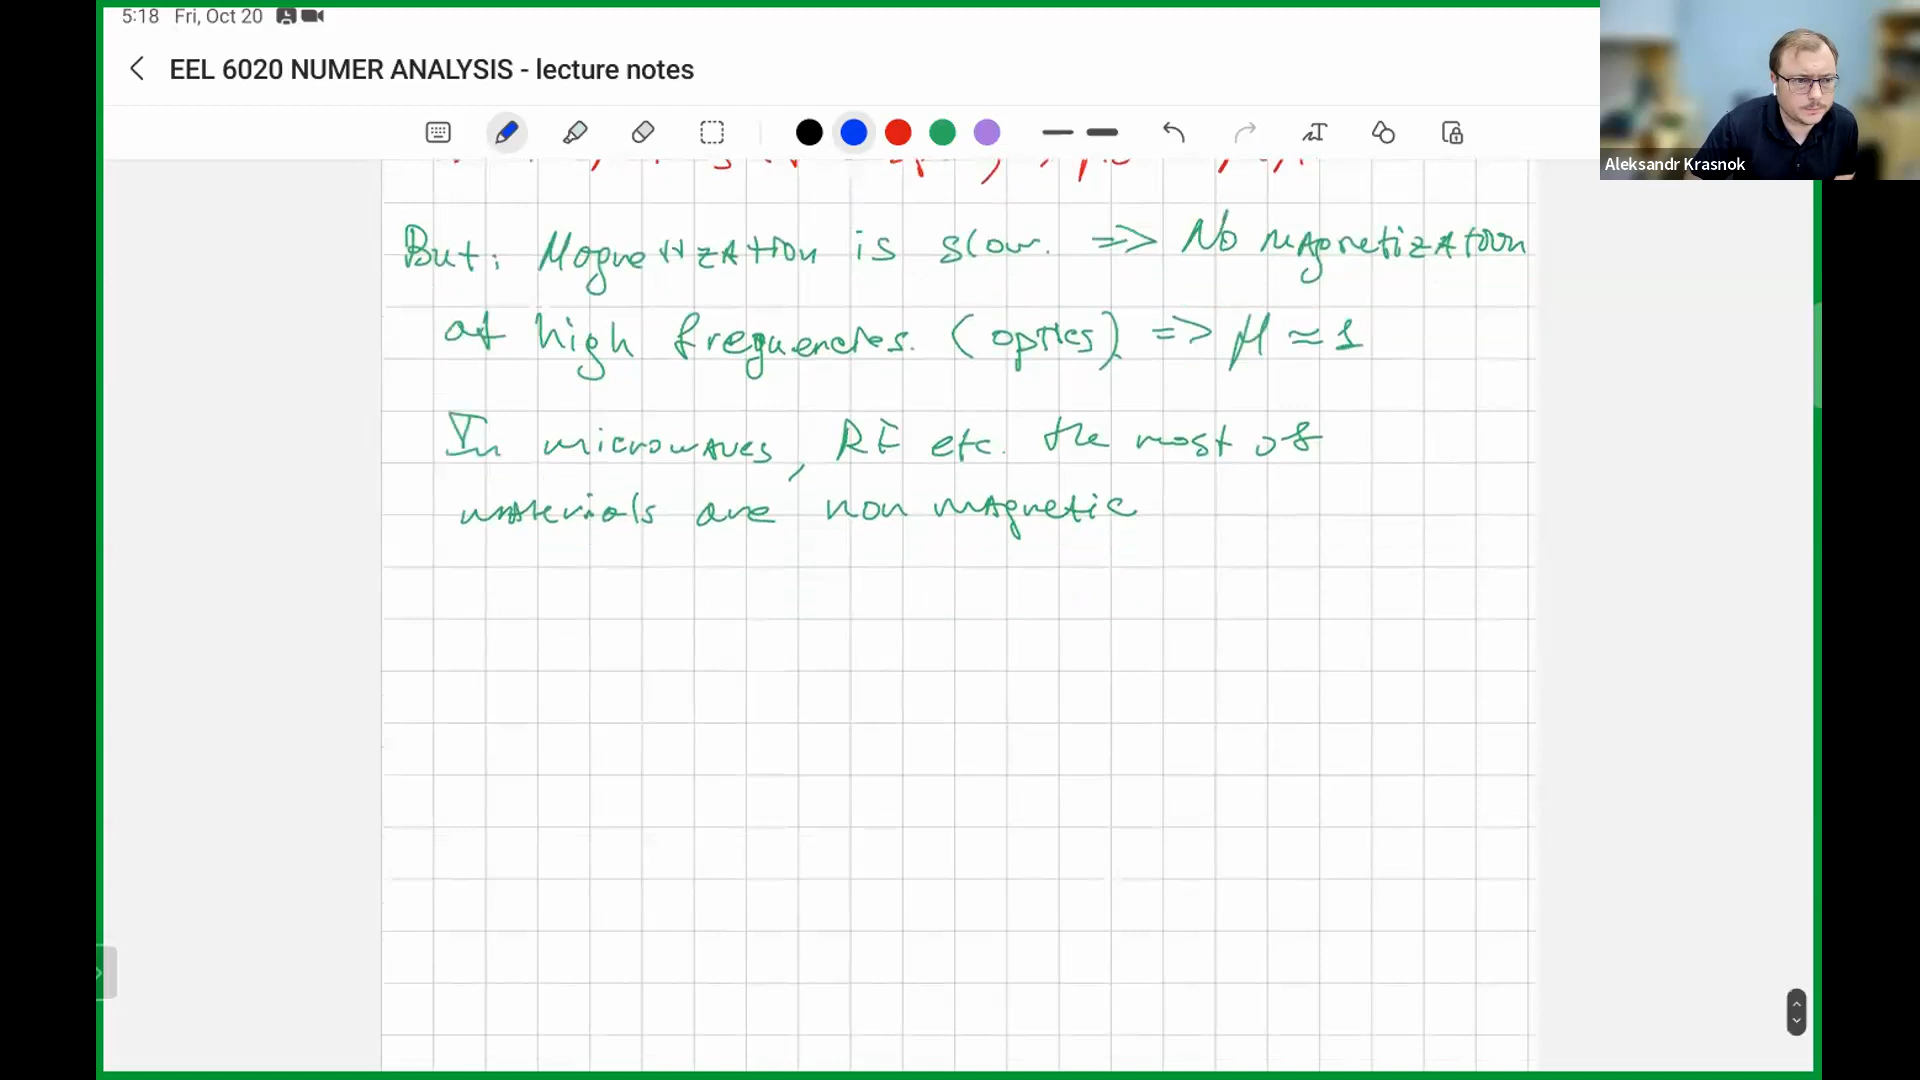 5:18 Fri, Oct 20
EEL 6020 NUMER ANALYSIS - lecture notes
Aleksandr Krasnok
But: Magnetization is slow. => No magnetization
at high frequencies. (optics) => μ ≈ 1
In microwaves, RF etc. the most of
materials are non magnetic